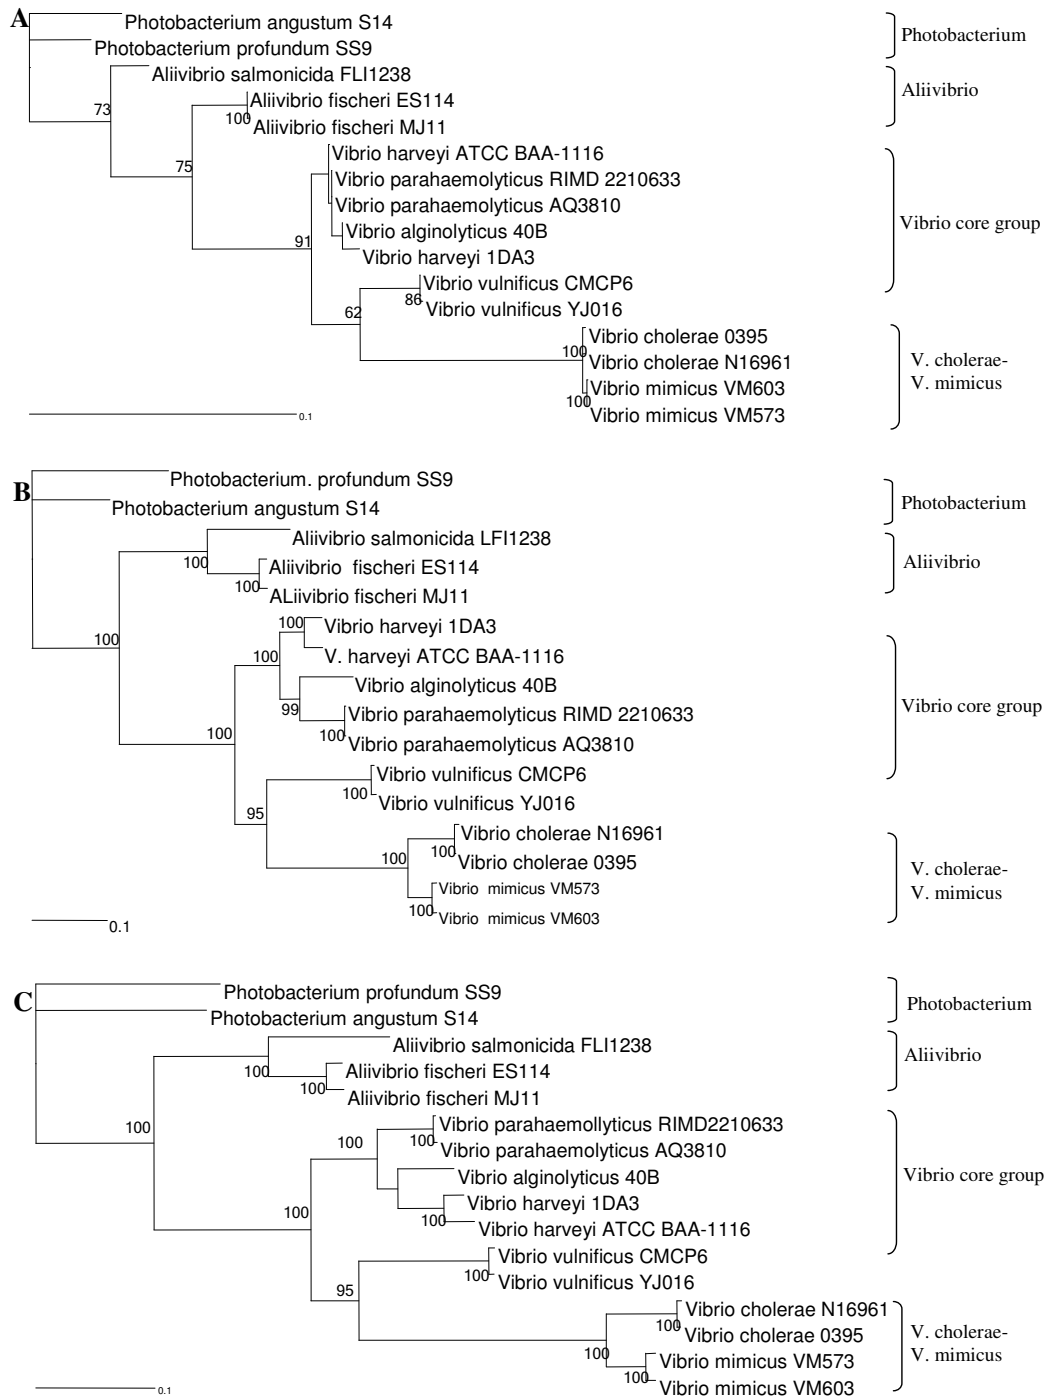 A
Photobacterium angustum S14
Photobacterium profundum SS9
Photobacterium
Aliivibrio salmonicida FLI1238
Aliivibrio
73
Aliivibrio fischeri ES114
100
Aliivibrio fischeri MJ11
Vibrio harveyi ATCC BAA-1116
75
Vibrio parahaemolyticus RIMD 2210633
Vibrio parahaemolyticus AQ3810
Vibrio core group
Vibrio alginolyticus 40B
91
Vibrio harveyi 1DA3
Vibrio vulnificus CMCP6
86
Vibrio vulnificus YJ016
62
Vibrio cholerae 0395
100
Vibrio cholerae N16961
V. cholerae-
V. mimicus
Vibrio mimicus VM603
100
Vibrio mimicus VM573
0.1
B
Photobacterium. profundum SS9
Photobacterium angustum S14
Photobacterium
Aliivibrio salmonicida LFI1238
100
Aliivibrio fischeri ES114
Aliivibrio
100
ALiivibrio fischeri MJ11
100
Vibrio harveyi 1DA3
100
V. harveyi ATCC BAA-1116
100
Vibrio alginolyticus 40B
99
Vibrio core group
Vibrio parahaemolyticus RIMD 2210633
100
Vibrio parahaemolyticus AQ3810
100
Vibrio vulnificus CMCP6
100
Vibrio vulnificus YJ016
95
Vibrio cholerae N16961
100
Vibrio cholerae 0395
100
V. cholerae-
V. mimicus
Vibrio mimicus VM573
100
Vibrio mimicus VM603
0.1
C
Photobacterium profundum SS9
Photobacterium
Photobacterium angustum S14
Aliivibrio salmonicida FLI1238
Aliivibrio
100
Aliivibrio fischeri ES114
100
Aliivibrio fischeri MJ11
100
Vibrio parahaemollyticus RIMD2210633
100
100
Vibrio parahaemolyticus AQ3810
Vibrio core group
Vibrio alginolyticus 40B
Vibrio harveyi 1DA3
100
100
Vibrio harveyi ATCC BAA-1116
Vibrio vulnificus CMCP6
100
Vibrio vulnificus YJ016
95
Vibrio cholerae N16961
100
Vibrio cholerae 0395
V. cholerae-
V. mimicus
100
Vibrio mimicus VM573
100
Vibrio mimicus VM603
0.1